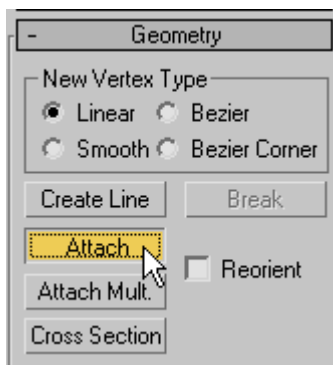 - Geometry
New Vertex Type
Linear Bezier
Smooth Bezier Corner
Create Line Break
Attach
Reorient
Attach Mult.
Cross Section